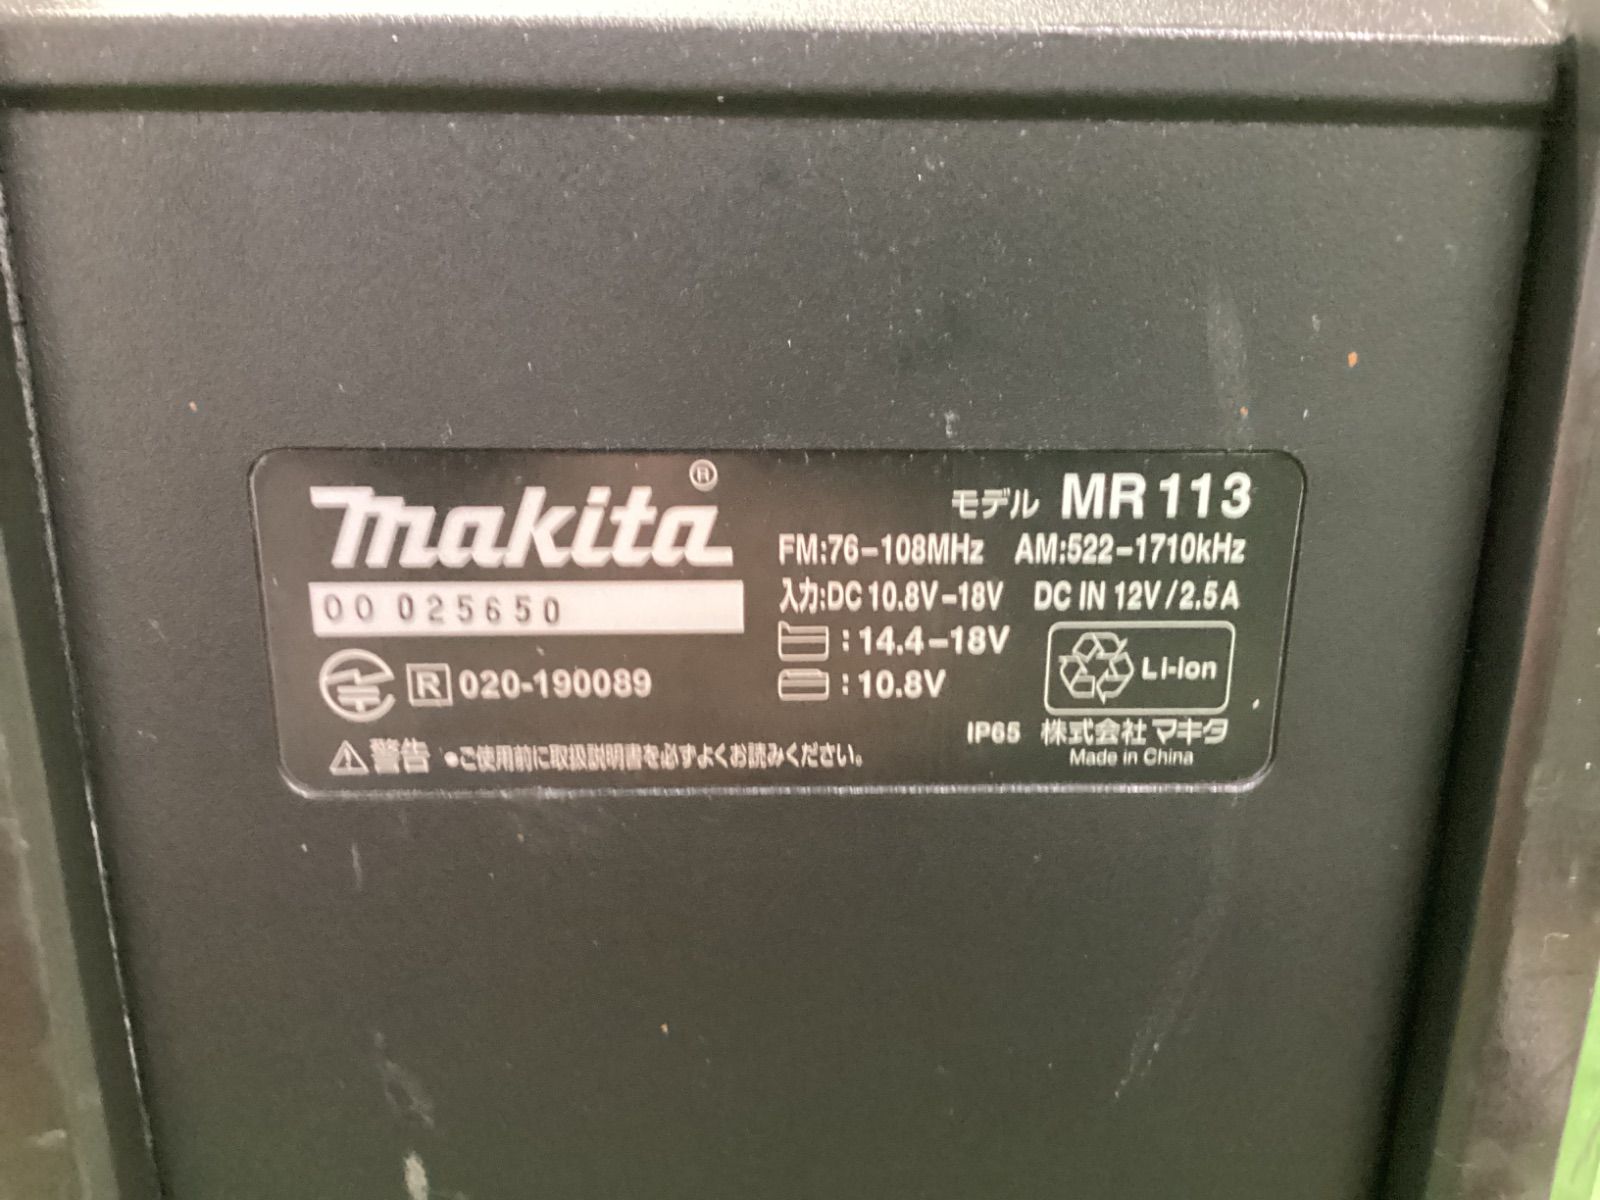 makita®
00 025650
R 020-190089
モデル MR113
FM:76-108MHz AM:522-1710kHz
入力:DC 10.8V-18V DC IN 12V/2.5A
:14.4-18V
:10.8V
Li-ion
IP65 株式会社マキタ
Made in China
⚠警告 •ご使用前に取扱説明書を必ずよくお読みください。